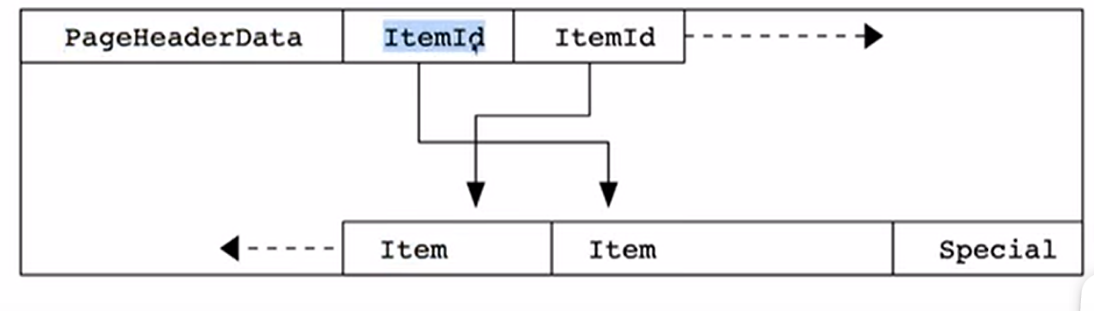 PageHeaderData ItemId ItemId
Item Item Special